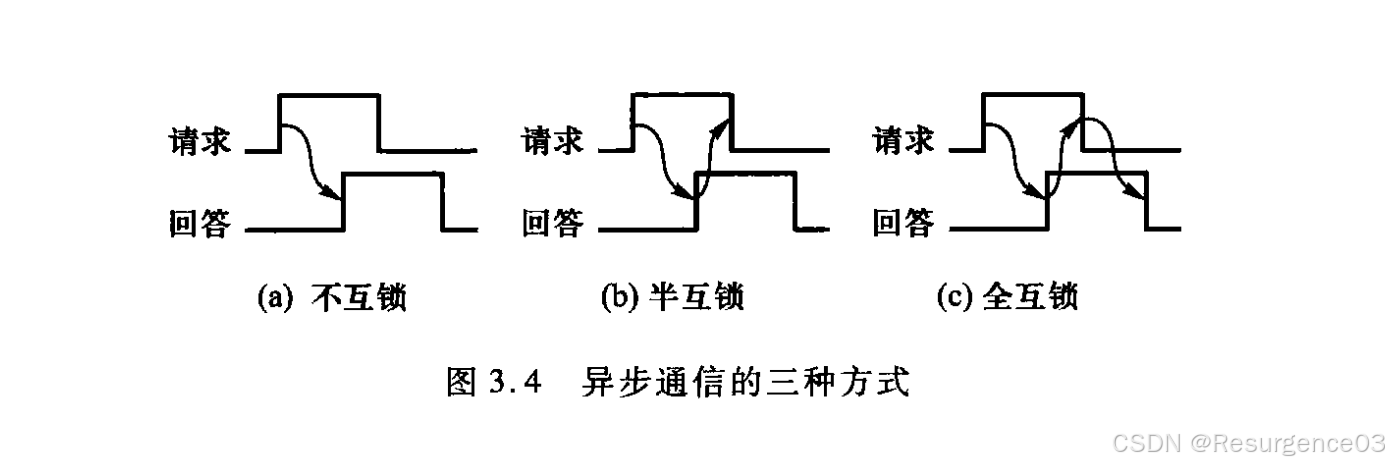 请求 请求 请求
回答 回答 回答
(a) 不互锁 (b) 半互锁 (c) 全互锁
图 3.4 异步通信的三种方式
CSDN @Resurgence03